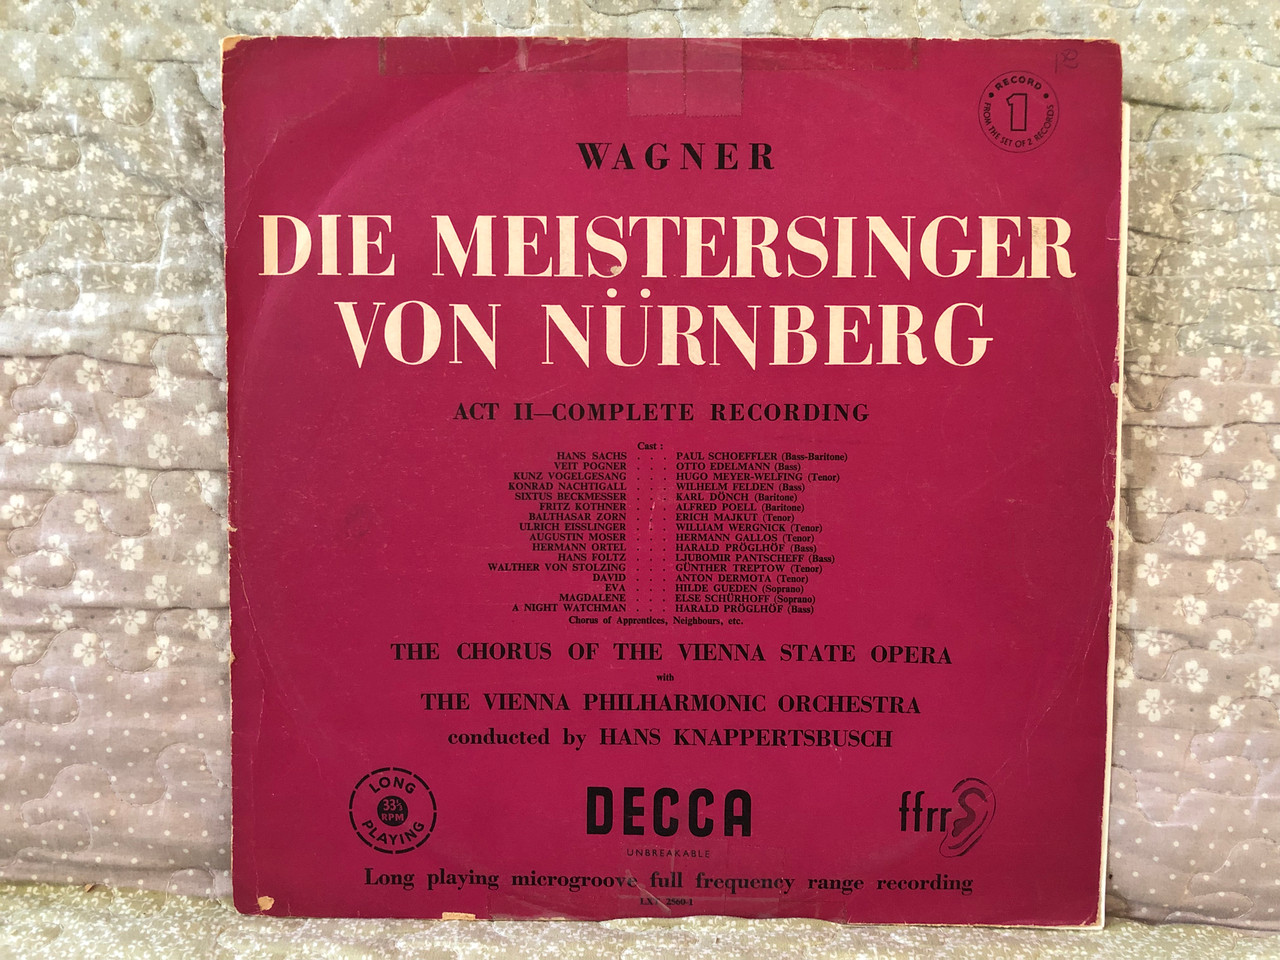 18
RECORD
1
FROM THE SET OF 2 RECORDS
WAGNER
DIE MEISTERSINGER
VON NÜRNBERG
ACT II—COMPLETE RECORDING
Cast :
HANS SACHS . . . PAUL SCHOEFFLER (Bass-Baritone)
VEIT POGNER . . . OTTO EDELMANN (Bass)
KUNZ VOGELGESANG . . . HUGO MEYER-WELFING (Tenor)
KONRAD NACHTIGALL . . . WILHELM FELDEN (Bass)
SIXTUS BECKMESSER . . . KARL DÖNCH (Baritone)
FRITZ KOTHNER . . . ALFRED POELL (Baritone)
BALTHASAR ZORN . . . ERICH MAJKUT (Tenor)
ULRICH EISSLINGER . . . WILLIAM WERGNICK (Tenor)
AUGUSTIN MOSER . . . HERMANN GALLOS (Tenor)
HERMANN ORTEL . . . HARALD PRÖGLHÖF (Bass)
HANS FOLTZ . . . LJUBOMIR PANTSCHEFF (Bass)
WALTHER VON STOLZING . . . GÜNTHER TREPTOW (Tenor)
DAVID . . . ANTON DERMOTA (Tenor)
EVA . . . HILDE GUEDEN (Soprano)
MAGDALENE . . . ELSE SCHÜRHOFF (Soprano)
A NIGHT WATCHMAN . . . HARALD PRÖGLHÖF (Bass)
Chorus of Apprentices, Neighbours, etc.
THE CHORUS OF THE VIENNA STATE OPERA
with
THE VIENNA PHILHARMONIC ORCHESTRA
conducted by HANS KNAPPERTSBUSCH
LONG
33⅓
RPM
PLAYING
DECCA
UNBREAKABLE
ffrr
Long playing microgroove full frequency range recording
LXT 2560-1